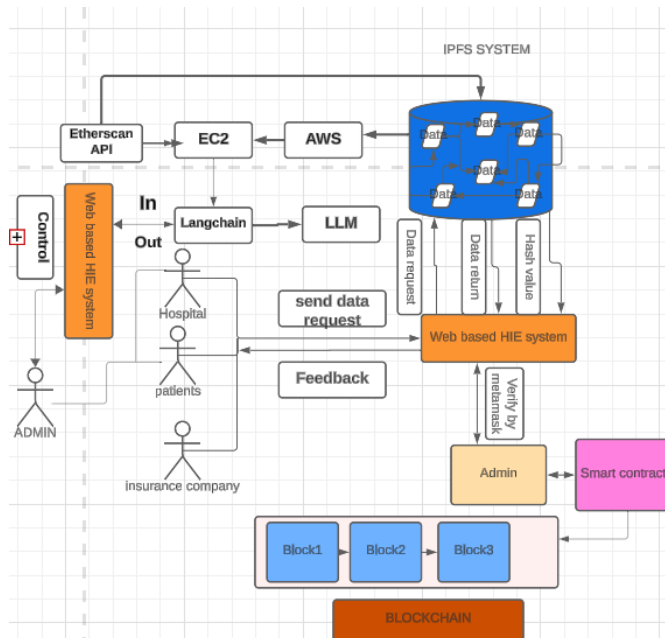 IPFS SYSTEM
Etherscan
API
EC2
AWS
Data
Data
Data
Data
Data
Data
Control
Web based HIE system
In
Out
Langchain
LLM
Hospital
send data
request
Data request
Data return
Hash value
Web based HIE system
patients
Feedback
Verify by
metamask
ADMIN
insurance company
Admin
Smart contract
Block1
Block2
Block3
BLOCKCHAIN